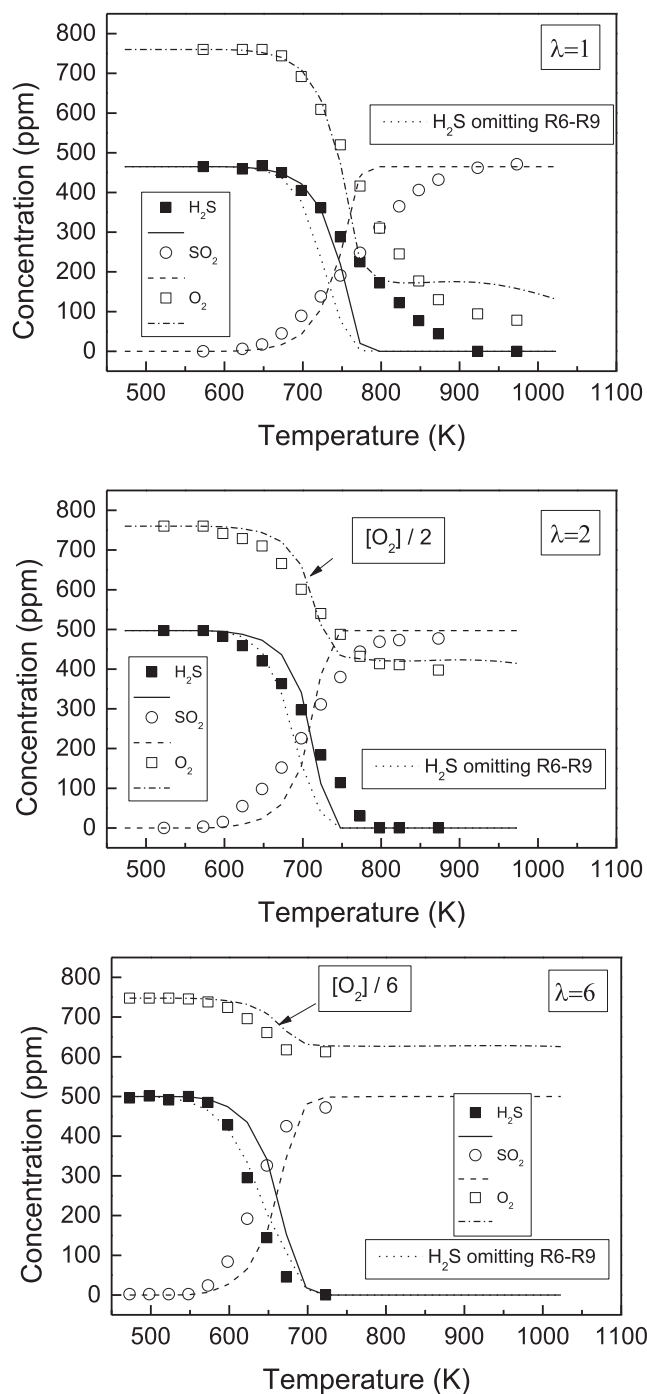 800
700
600
500
400
300
200
100
0
Concentration (ppm)
λ=1
H₂S omitting R6-R9
H₂S
SO₂
O₂
500 600 700 800 900 1000 1100
Temperature (K)
800
700
600
500
400
300
200
100
0
Concentration (ppm)
[O₂] / 2
λ=2
H₂S
SO₂
O₂
H₂S omitting R6-R9
500 600 700 800 900 1000 1100
Temperature (K)
800
700
600
500
400
300
200
100
0
Concentration (ppm)
[O₂] / 6
λ=6
H₂S
SO₂
O₂
H₂S omitting R6-R9
500 600 700 800 900 1000 1100
Temperature (K)